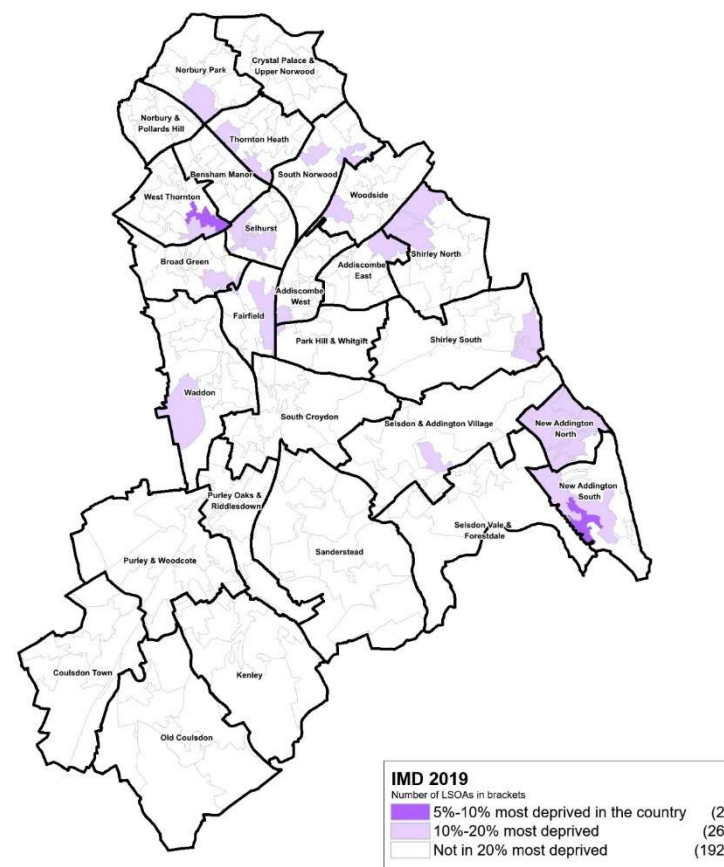 Crystal Palace &
Upper Norwood
Norbury Park
Norbury &
Pollards Hill
Thornton Heath
Bensham Manor
South Norwood
West Thornton
Woodside
Selhurst
Broad Green
Shirley North
Addiscombe
East
Addiscombe
West
Fairfield
Park Hill & Whitgift
Shirley South
Waddon
South Croydon
Selsdon & Addington Village
New Addington
North
New Addington
South
Purley Oaks &
Riddlesdown
Selsdon Vale &
Forestdale
Sanderstead
Purley & Woodcote
Coulsdon Town
Kenley
Old Coulsdon
IMD 2019
Number of LSOAs in brackets
5%-10% most deprived in the country (2
10%-20% most deprived (26
Not in 20% most deprived (192